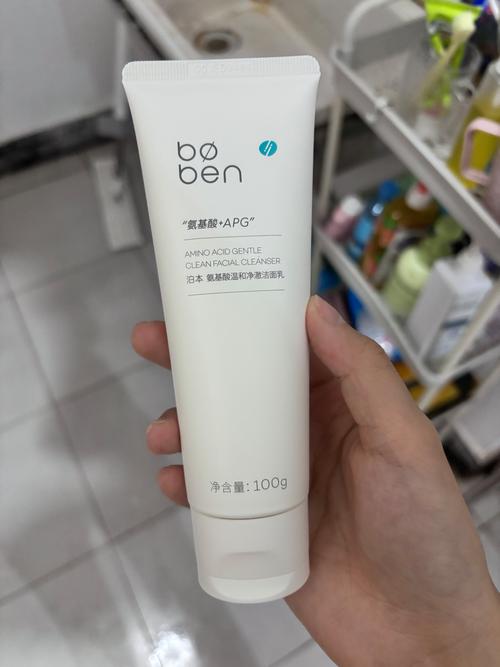 bø
ben
"氨基酸+APG"
AMINO ACID GENTLE
CLEAN FACIAL CLEANSER
泊本 氨基酸温和净澈洁面乳
净含量: 100g